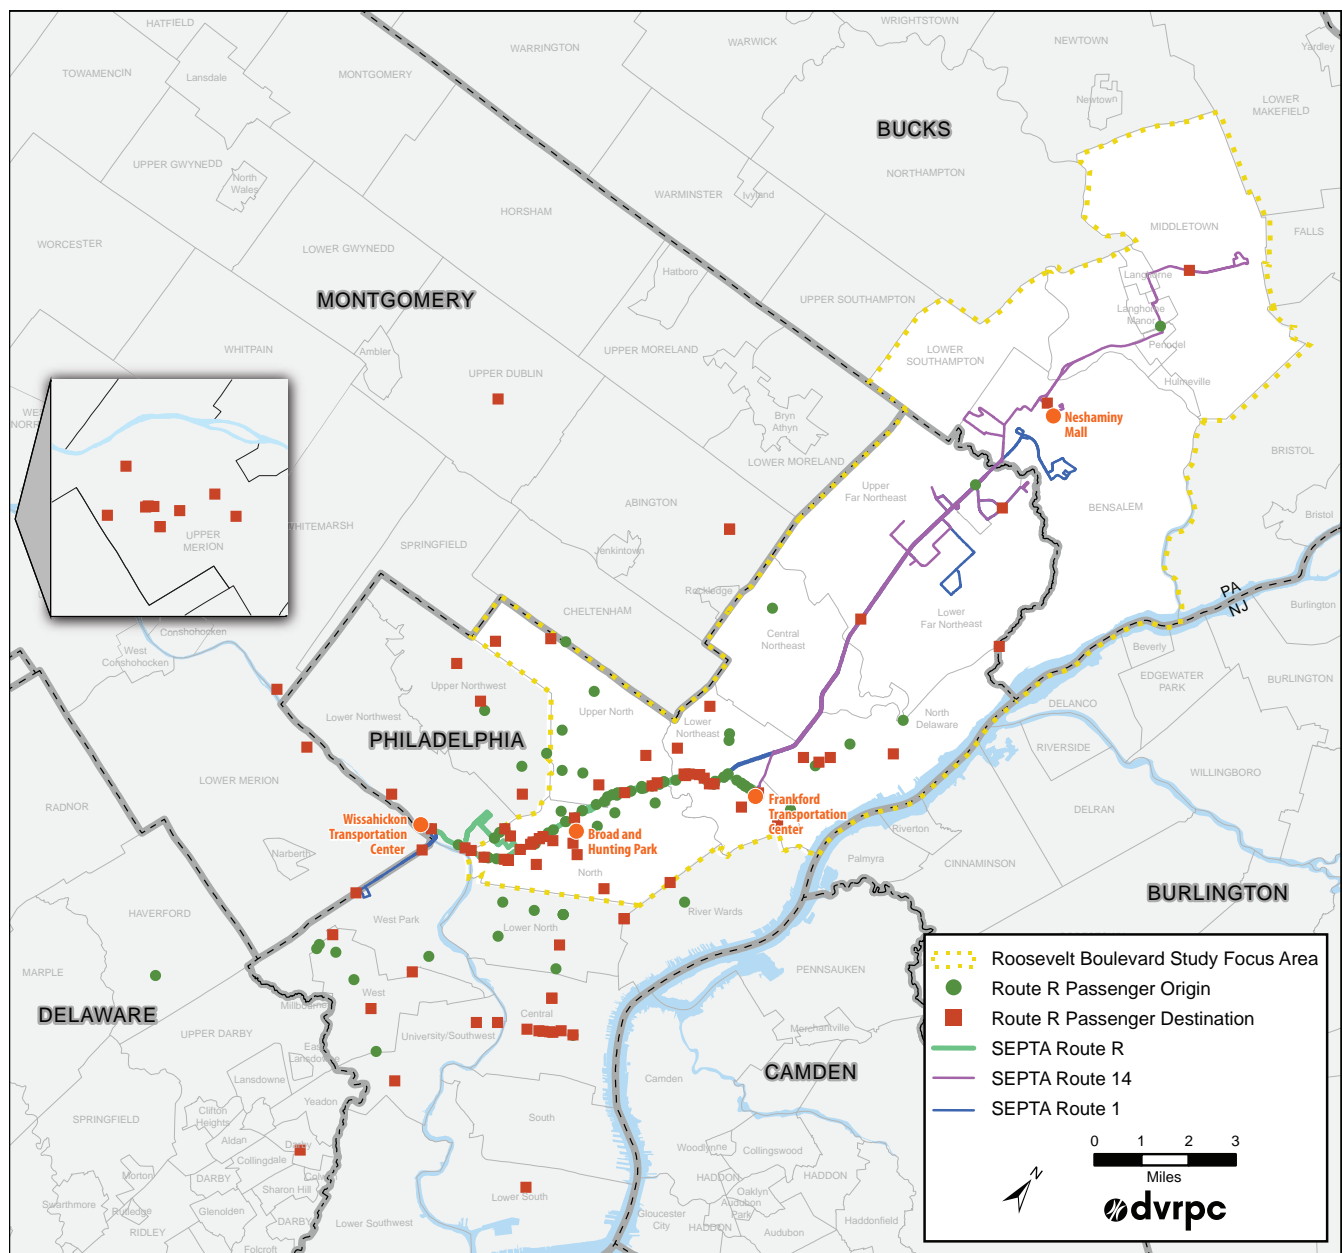 HATFIELD
WRIGHTSTOWN
WARRINGTON
WARWICK
NEWTOWN
Yardley
TOWAMENCIN
Lansdale
MONTGOMERY
Newtown
LOWER
MAKEFIELD
BUCKS
UPPER GWYNEDD
North
Wales
WARMINSTER
Ivyland
NORTHAMPTON
HORSHAM
WORCESTER
LOWER GWYNEDD
MIDDLETOWN
FALLS
Hatboro
Langhorne
MONTGOMERY
UPPER SOUTHAMPTON
Langhorne
Manor
WHITPAIN
Ambler
UPPER MORELAND
LOWER
SOUTHAMPTON
Penndel
UPPER DUBLIN
Hulmeville
Bryn
Athyn
Neshaminy
Mall
LOWER MORELAND
BRISTOL
Upper
Far Northeast
ABINGTON
BENSALEM
Bristol
WHITEMARSH
UPPER
MERION
SPRINGFIELD
Jenkintown
PA
NJ
Rockledge
CHELTENHAM
Lower
Far Northeast
Burlington
Conshohocken
West
Conshohocken
Central
Northeast
Beverly
EDGEWATER
PARK
BURLINGTON
Upper Northwest
Upper North
Lower Northwest
Lower
Northeast
North
Delaware
DELANCO
PHILADELPHIA
RIVERSIDE
LOWER MERION
WILLINGBORO
RADNOR
DELRAN
Wissahickon
Transportation
Center
Frankford
Transportation
Center
Riverton
Broad and
Hunting Park
Narberth
Palmyra
CINNAMINSON
North
BURLINGTON
HAVERFORD
West Park
Lower North
River Wards
MARPLE
PENNSAUKEN
West
DELAWARE
Millbourne
Central
UPPER DARBY
University/Southwest
Merchantville
East
Lansdowne
CAMDEN
Lansdowne
Camden
Yeadon
SPRINGFIELD
Clifton
Heights
South
Aldan
Darby
Woodlynne
Collingswood
Collingdale
Morton
DARBY
Colwyn
Sharon Hill
HADDON
HADDON
Swarthmore
Rutledge
Glenolden
Lower South
Oaklyn
Audubon
Park
Gloucester
City
DARBY
Lower Southwest
HADDON
Haddonfield
RIDLEY
Audubon
Folcroft
Roosevelt Boulevard Study Focus Area
Route R Passenger Origin
Route R Passenger Destination
SEPTA Route R
SEPTA Route 14
SEPTA Route 1
0 1 2 3
Miles
N
dvrpc